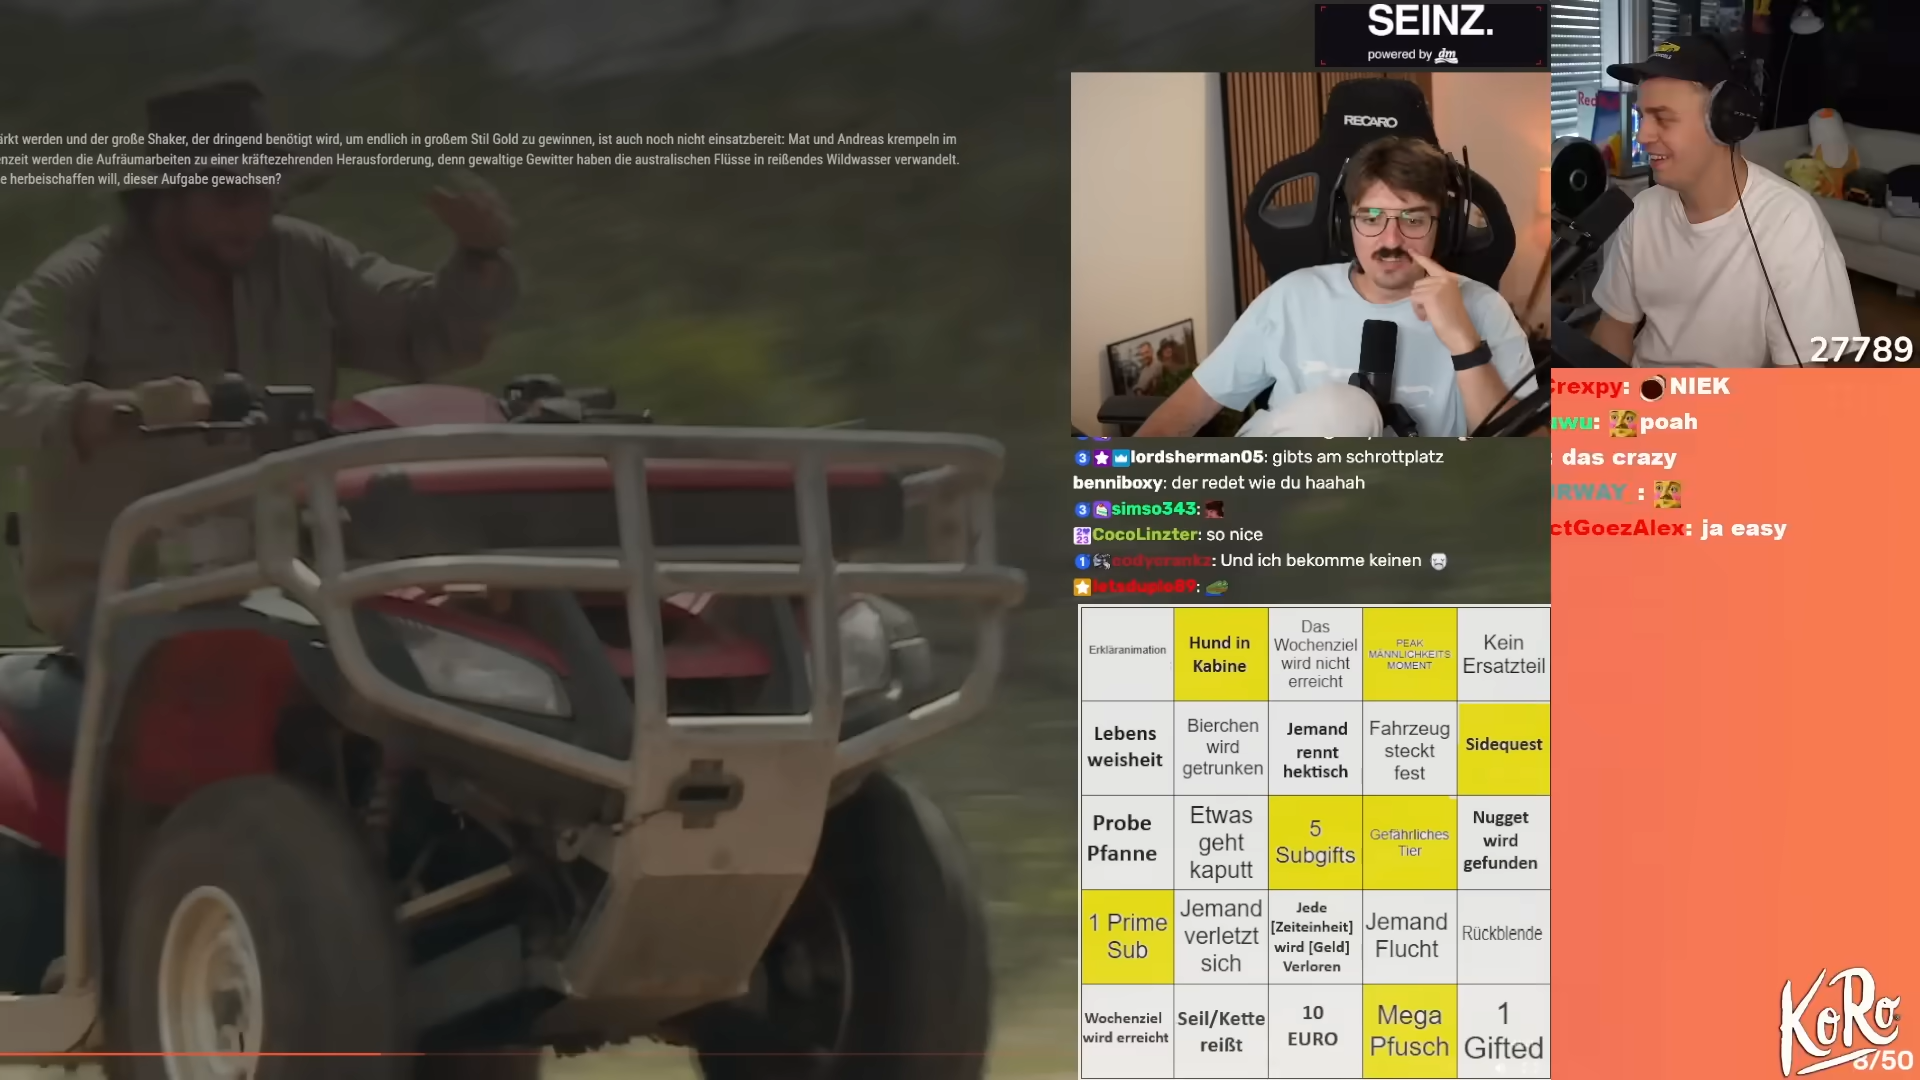 ärkt werden und der große Shaker, der dringend benötigt wird, um endlich in großem Stil Gold zu gewinnen, ist auch noch nicht einsatzbereit: Mat und Andreas krempeln im
nzeit werden die Aufräumarbeiten zu einer kräftezehrenden Herausforderung, denn gewaltige Gewitter haben die australischen Flüsse in reißendes Wildwasser verwandelt.
e herbeischaffen will, dieser Aufgabe gewachsen?
SEINZ.
powered by dm
RECARO
27789
Crexpy: NIEK
uwu: poah
: das crazy
RWAY :
ctGoezAlex: ja easy
lordsherman05: gibts am schrottplatz
benniboxy: der redet wie du haahah
simso343:
CocoLinzter: so nice
codycrankz: Und ich bekomme keinen
letsduplo89:
Erkläranimation
Hund in
Kabine
Das
Wochenziel
wird nicht
erreicht
PEAK
MÄNNLICHKEITS
MOMENT
Kein
Ersatzteil
Lebens
weisheit
Bierchen
wird
getrunken
Jemand
rennt
hektisch
Fahrzeug
steckt
fest
Sidequest
Probe
Pfanne
Etwas
geht
kaputt
5
Subgifts
Gefährliches
Tier
Nugget
wird
gefunden
1 Prime
Sub
Jemand
verletzt
sich
Jede
[Zeiteinheit]
wird [Geld]
Verloren
Jemand
Flucht
Rückblende
Wochenziel
wird erreicht
Seil/Kette
reißt
10
EURO
Mega
Pfusch
1
Gifted
KoRo
8/50